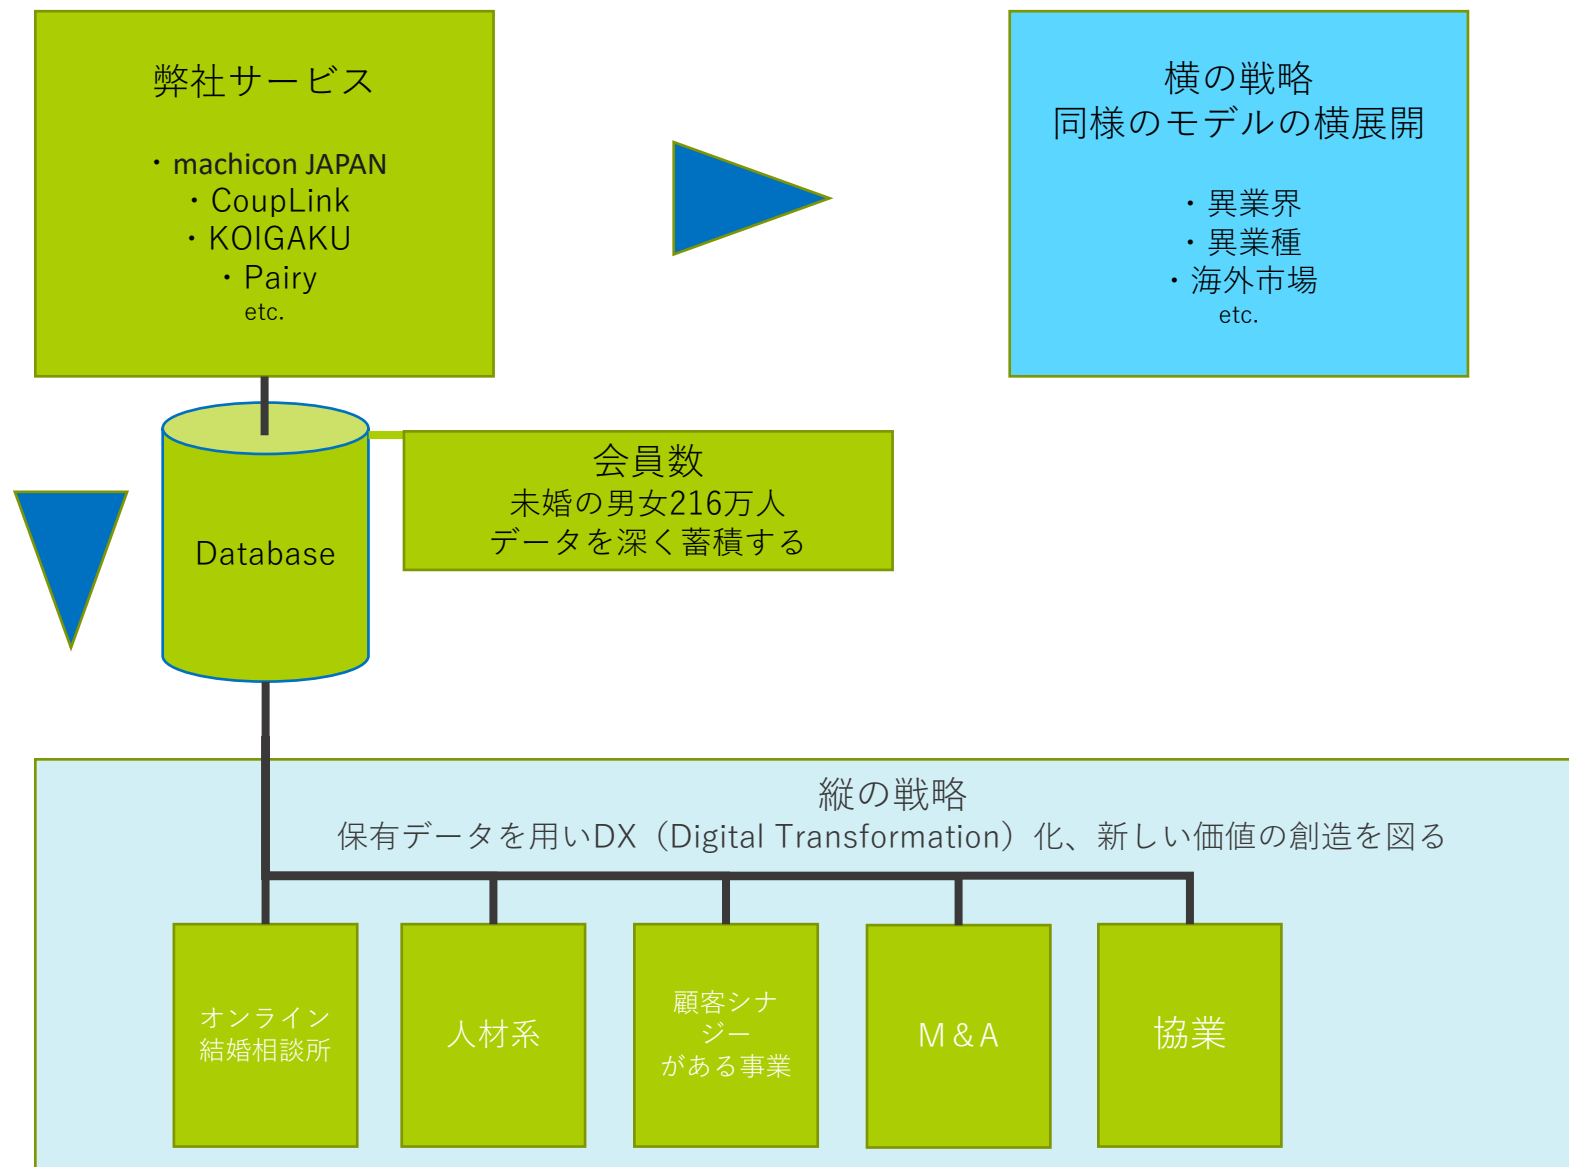 弊社サービス
・machicon JAPAN
・CoupLink
・KOIGAKU
・Pairy
etc.
横の戦略
同様のモデルの横展開
・異業界
・異業種
・海外市場
etc.
会員数
未婚の男女216万人
データを深く蓄積する
Database
縦の戦略
保有データを用いDX（Digital Transformation）化、新しい価値の創造を図る
オンライン
結婚相談所
人材系
顧客シナ
ジー
がある事業
M＆A
協業